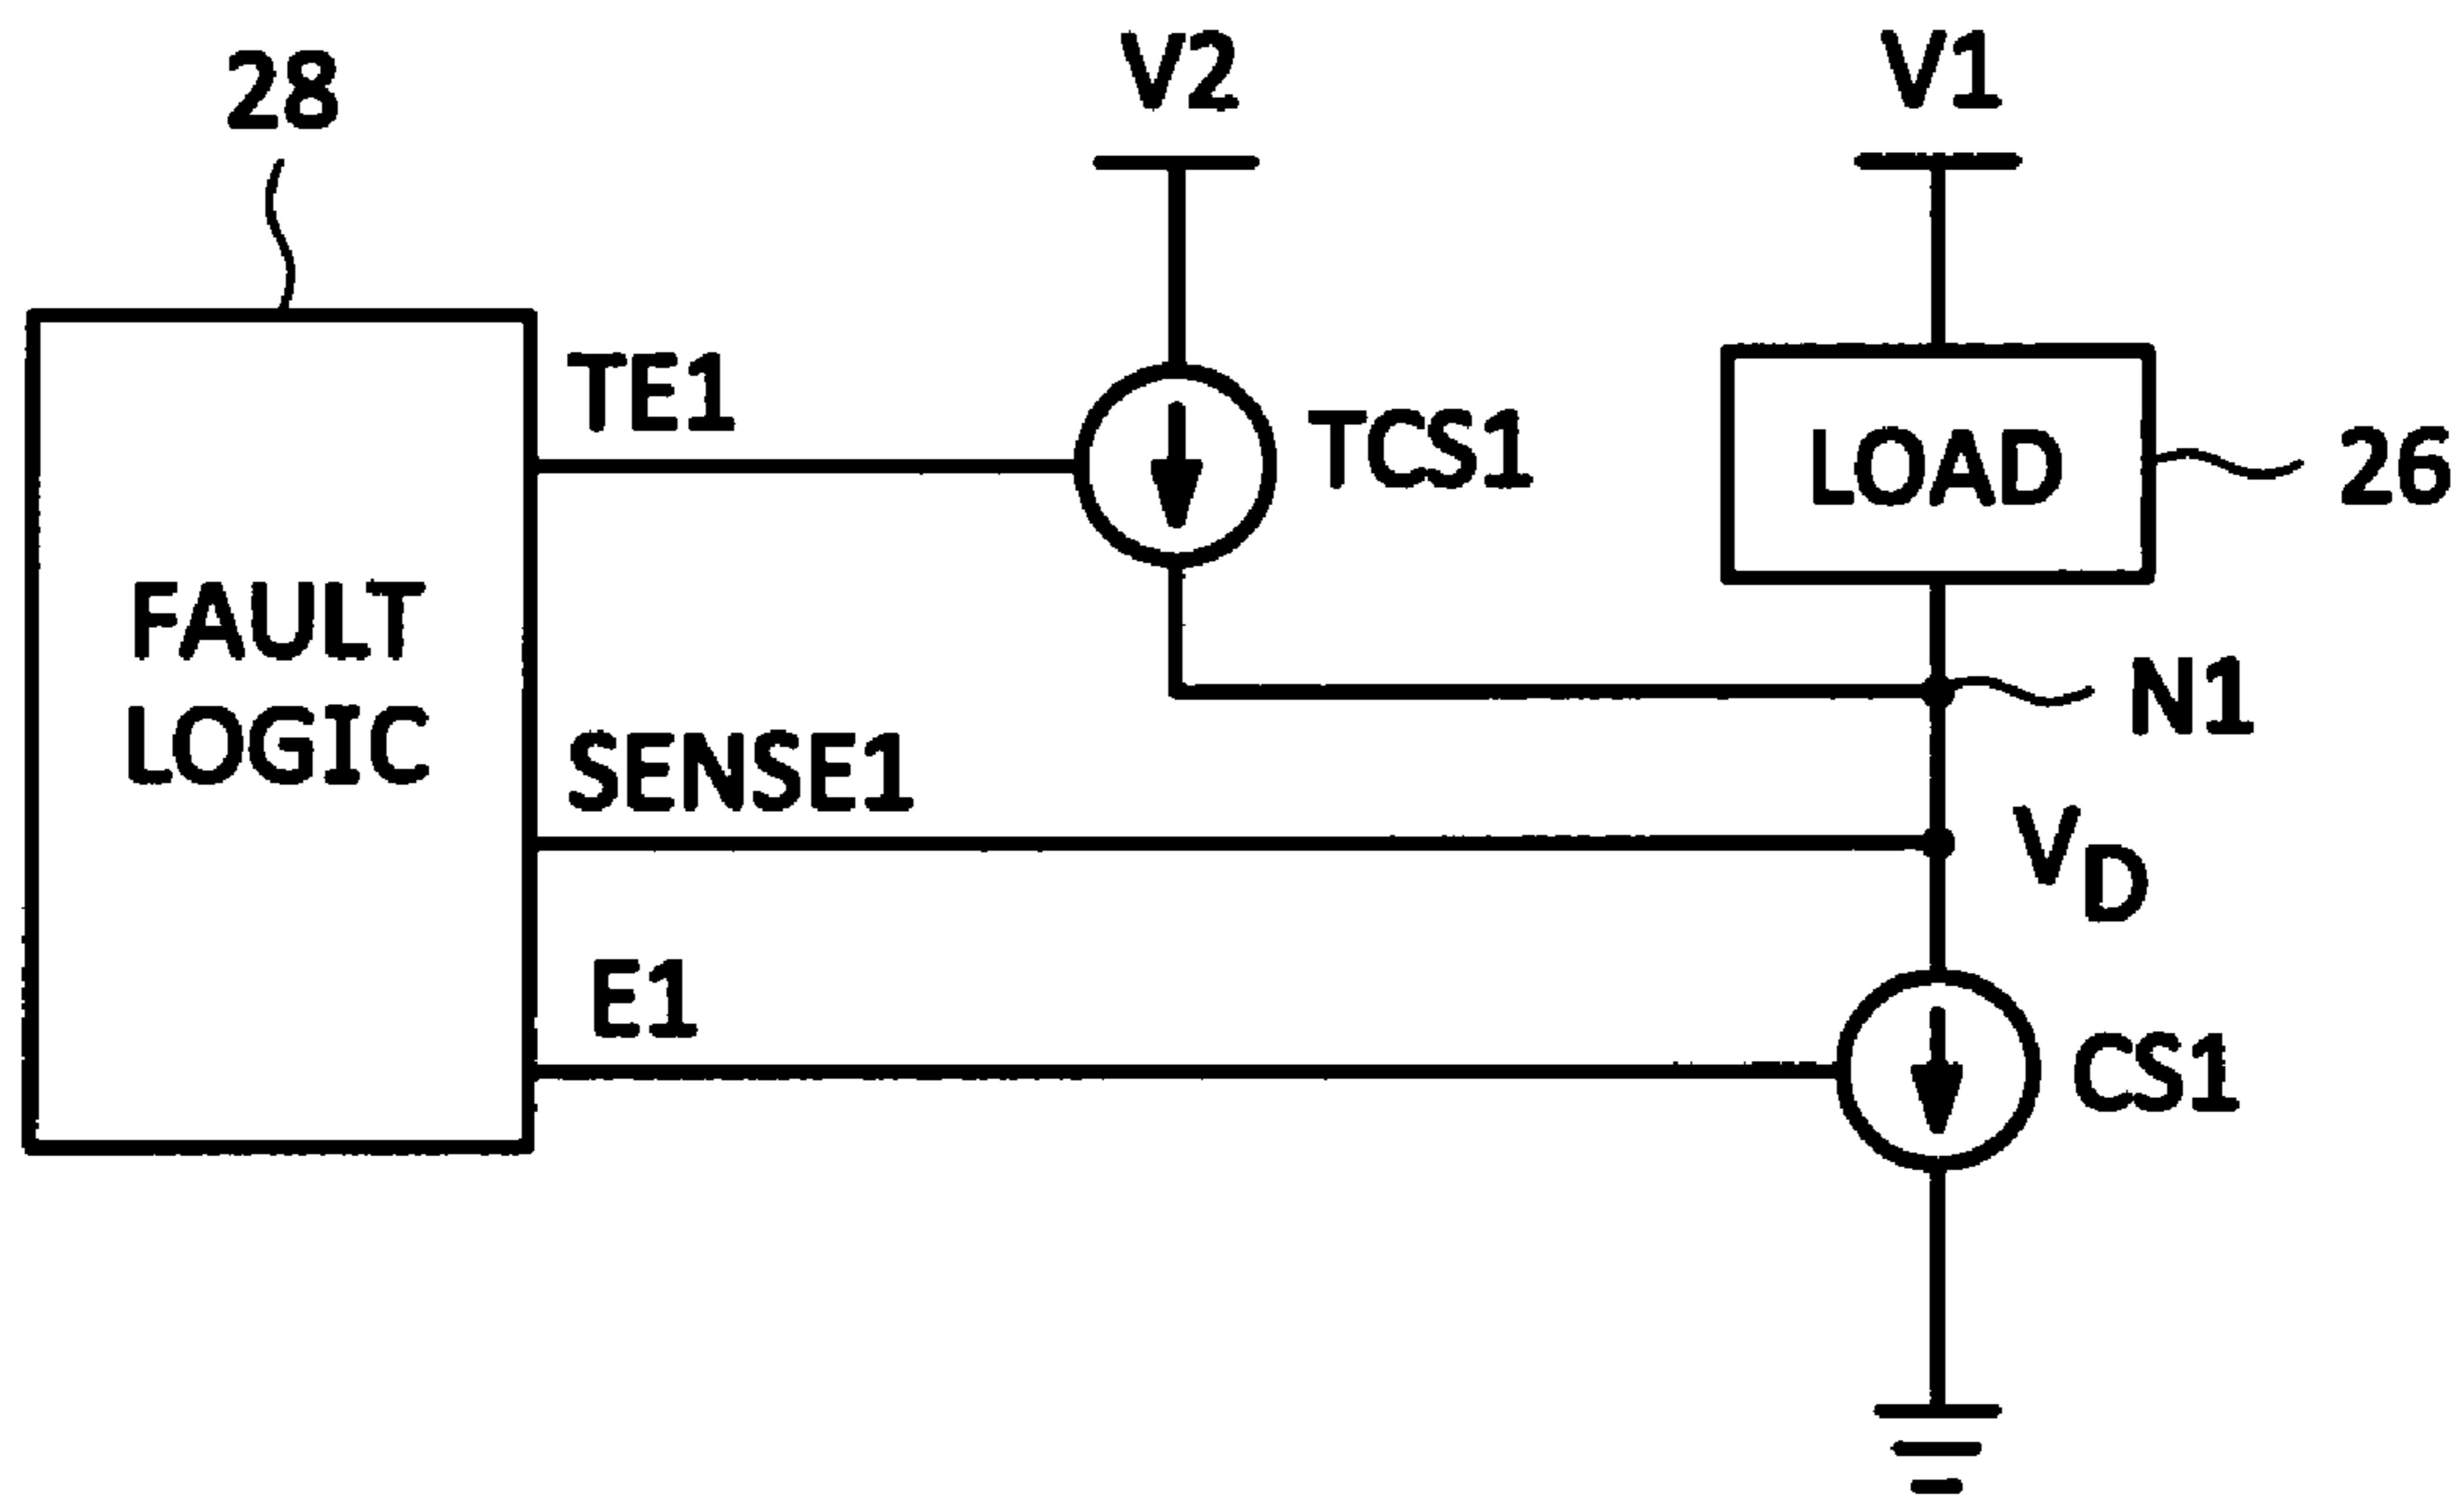 28
V2
V1
TE1
TCS1
LOAD
26
FAULT
LOGIC
N1
SENSE1
VD
E1
CS1